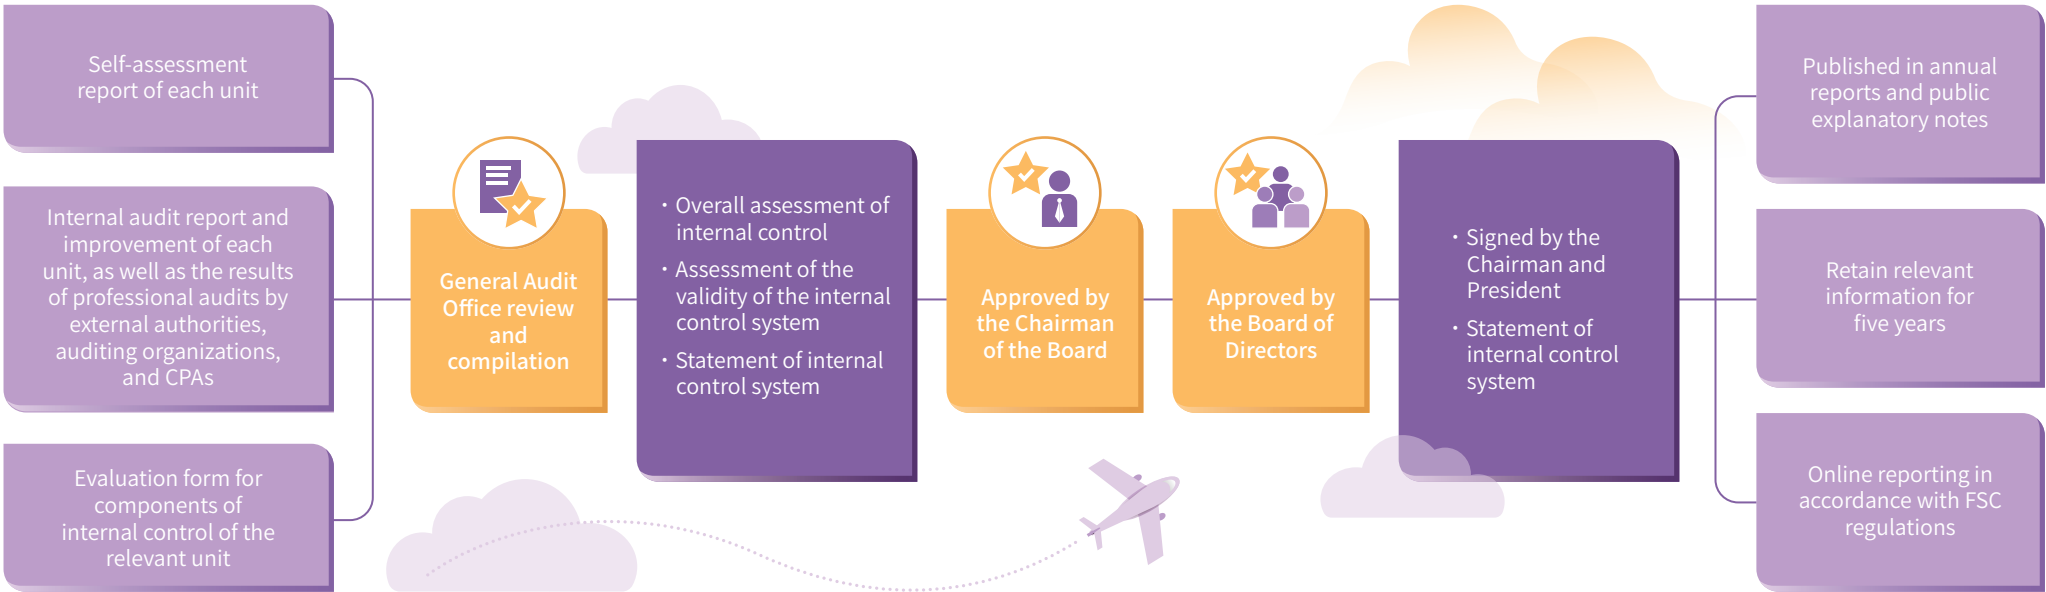 Self-assessment
report of each unit
Internal audit report and
improvement of each
unit, as well as the results
of professional audits by
external authorities,
auditing organizations,
and CPAs
Evaluation form for
components of
internal control of the
relevant unit
General Audit
Office review
and
compilation
・Overall assessment of
internal control
・Assessment of the
validity of the internal
control system
・Statement of internal
control system
Approved by
the Chairman
of the Board
Approved by
the Board of
Directors
・Signed by the
Chairman and
President
・Statement of
internal control
system
Published in annual
reports and public
explanatory notes
Retain relevant
information for
five years
Online reporting in
accordance with FSC
regulations